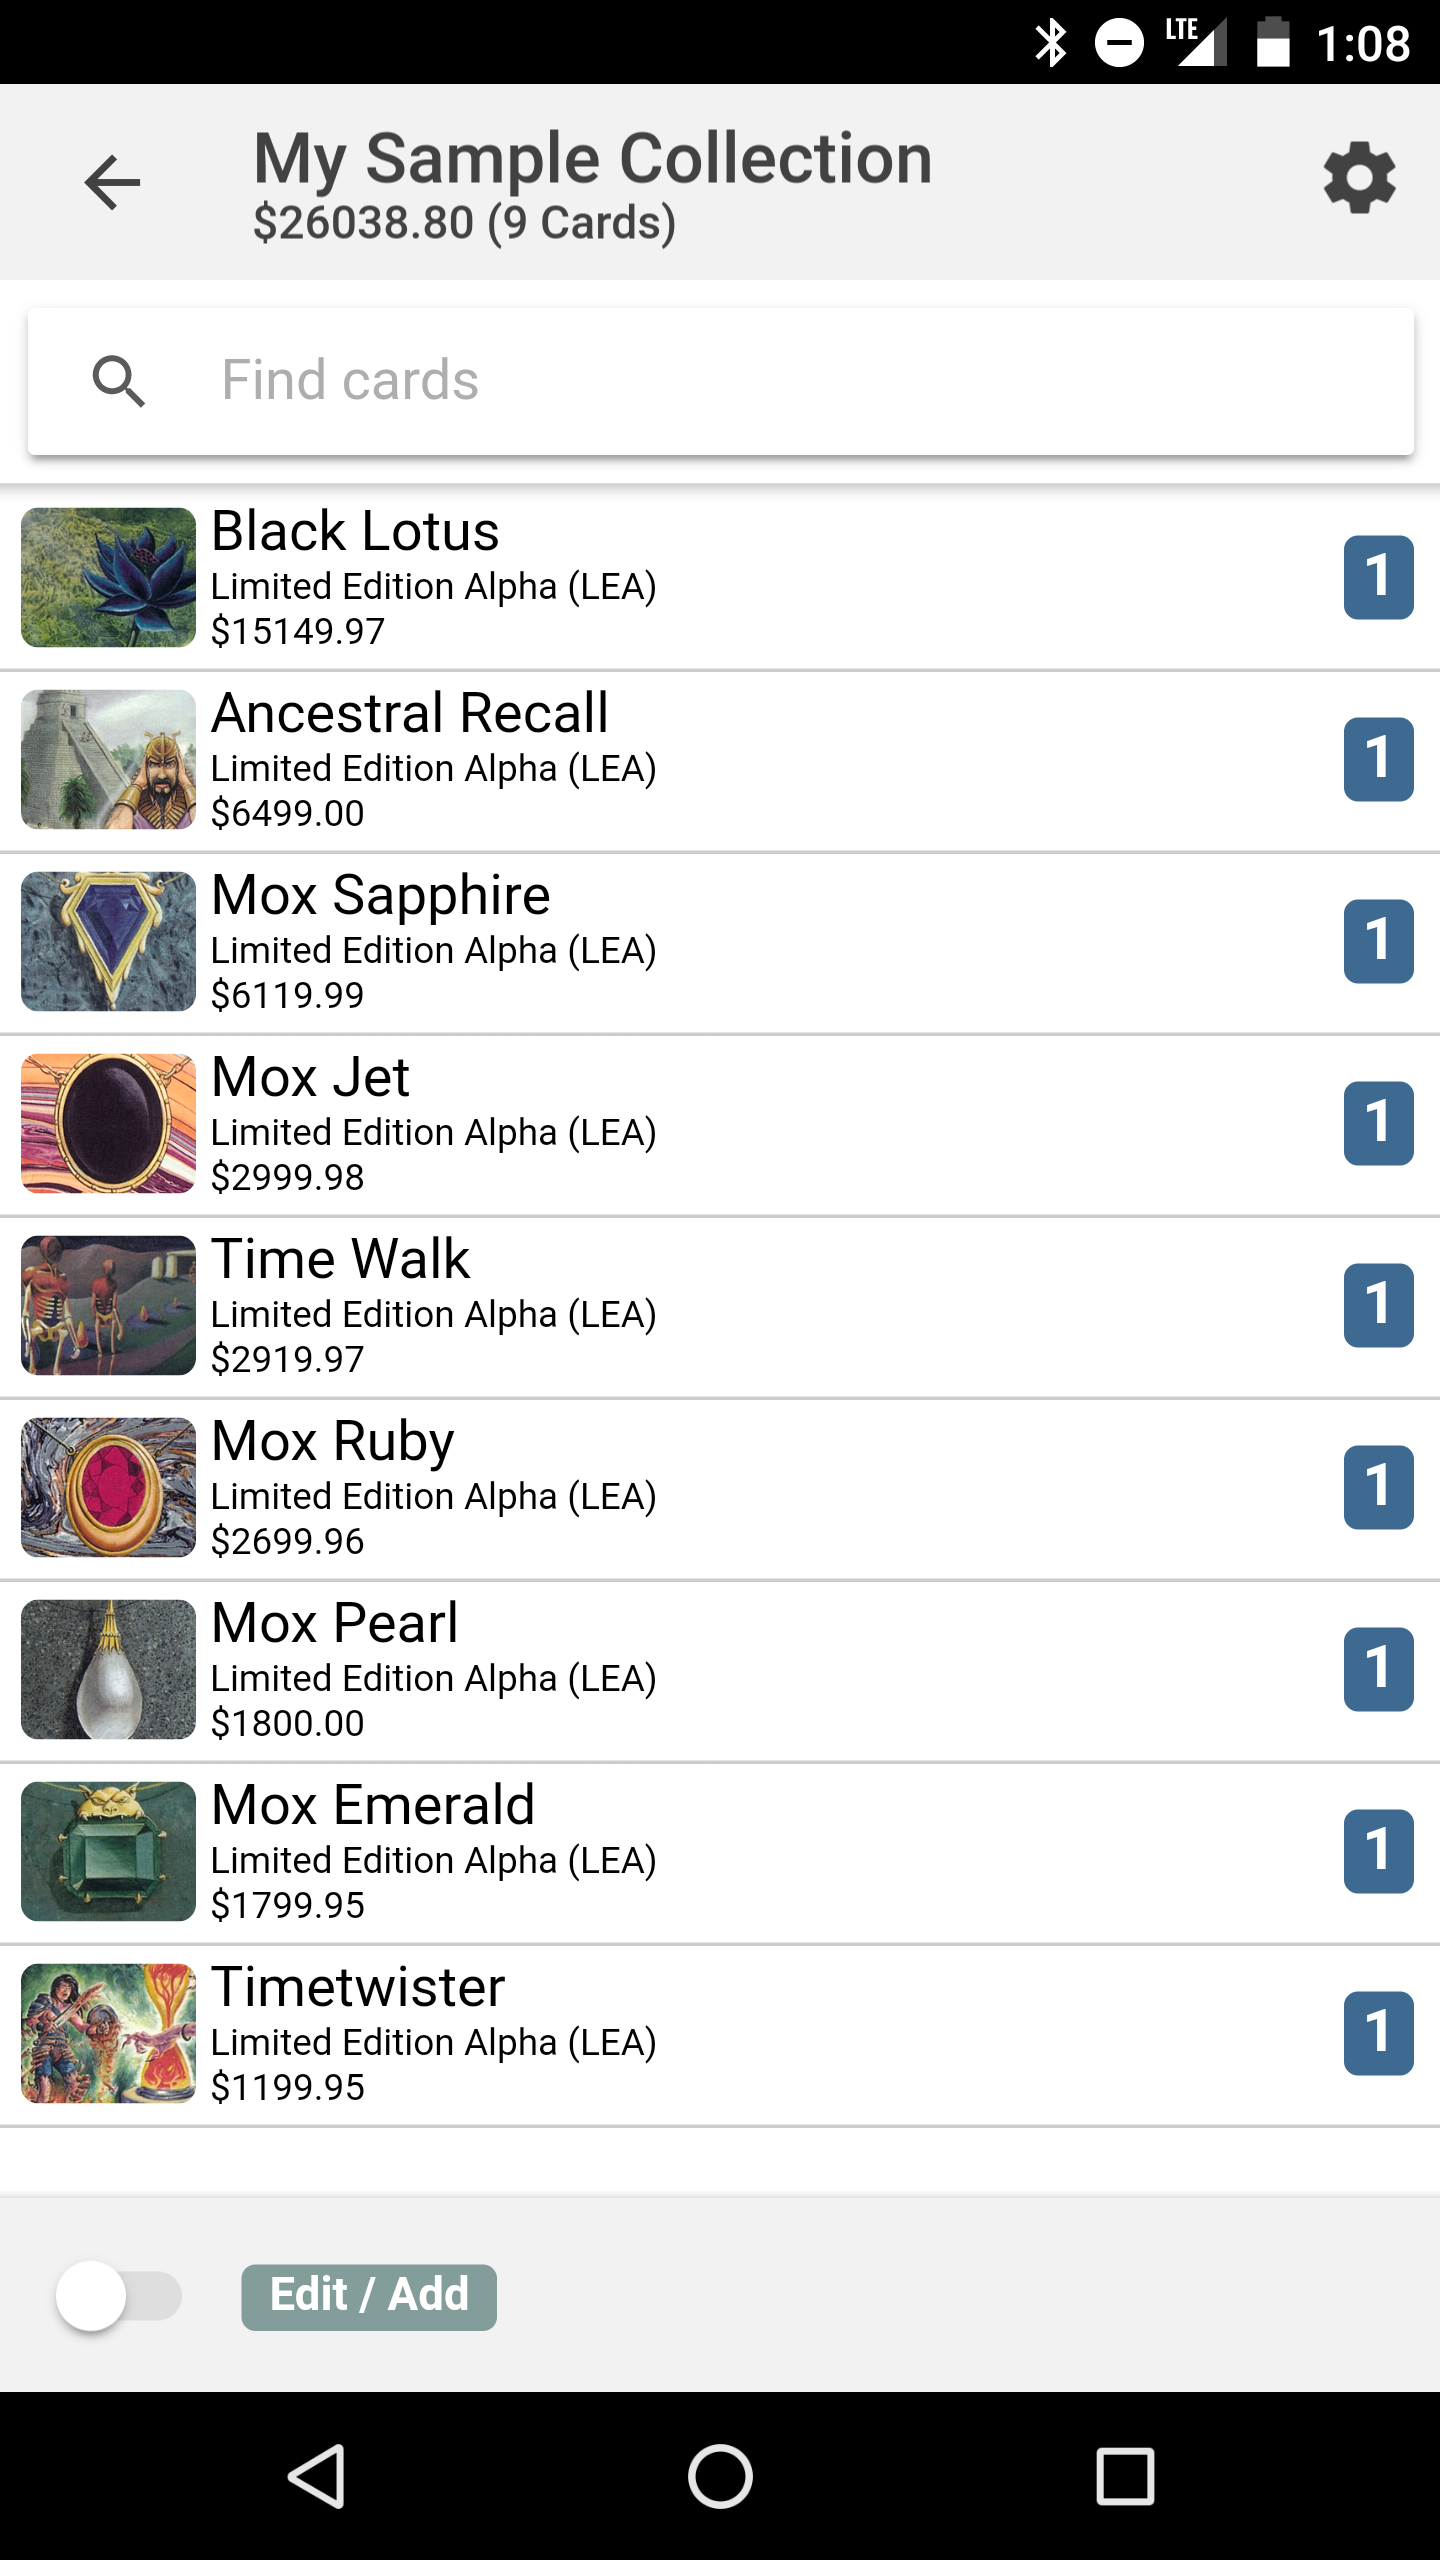 LTE 1:08
My Sample Collection
$26038.80 (9 Cards)
Find cards
Black Lotus
Limited Edition Alpha (LEA)
$15149.97
1
Ancestral Recall
Limited Edition Alpha (LEA)
$6499.00
1
Mox Sapphire
Limited Edition Alpha (LEA)
$6119.99
1
Mox Jet
Limited Edition Alpha (LEA)
$2999.98
1
Time Walk
Limited Edition Alpha (LEA)
$2919.97
1
Mox Ruby
Limited Edition Alpha (LEA)
$2699.96
1
Mox Pearl
Limited Edition Alpha (LEA)
$1800.00
1
Mox Emerald
Limited Edition Alpha (LEA)
$1799.95
1
Timetwister
Limited Edition Alpha (LEA)
$1199.95
1
Edit / Add